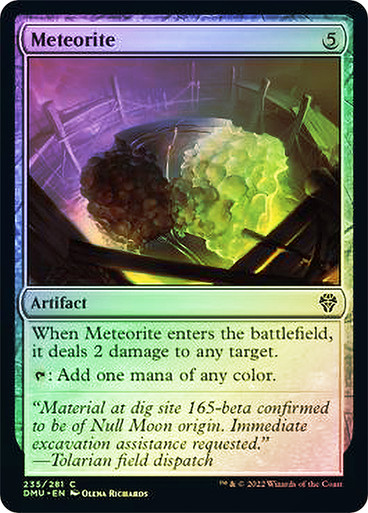 Meteorite 5
Artifact
When Meteorite enters the battlefield,
it deals 2 damage to any target.
: Add one mana of any color.
“Material at dig site 165-beta confirmed
to be of Null Moon origin. Immediate
excavation assistance requested.”
—Tolarian field dispatch
235/281 C
DMU • EN Olena Richards ™ & © 2022 Wizards of the Coast